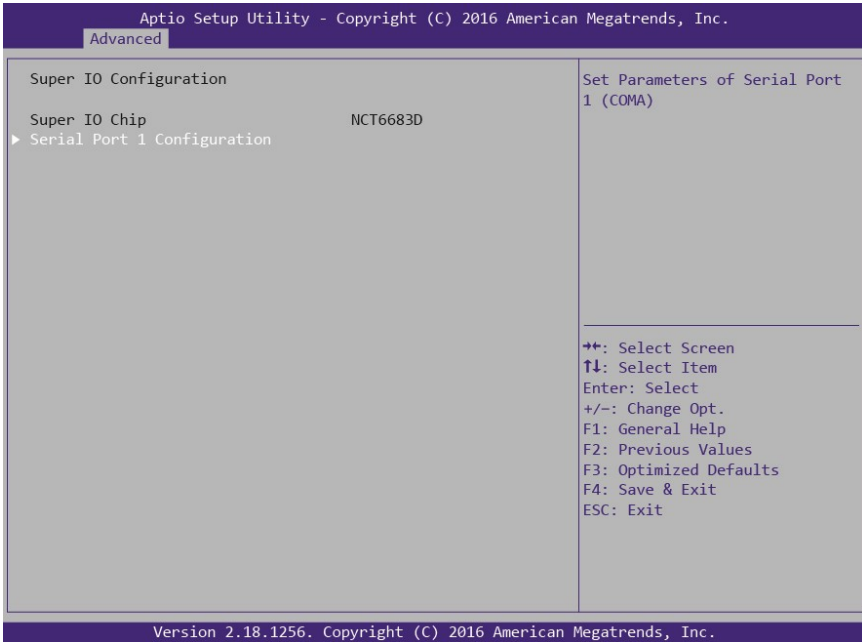 Aptio Setup Utility - Copyright (C) 2016 American Megatrends, Inc.
Advanced
Super IO Configuration
Super IO Chip NCT6683D
▶ Serial Port 1 Configuration
Set Parameters of Serial Port
1 (COMA)
→←: Select Screen
↑↓: Select Item
Enter: Select
+/-: Change Opt.
F1: General Help
F2: Previous Values
F3: Optimized Defaults
F4: Save & Exit
ESC: Exit
Version 2.18.1256. Copyright (C) 2016 American Megatrends, Inc.